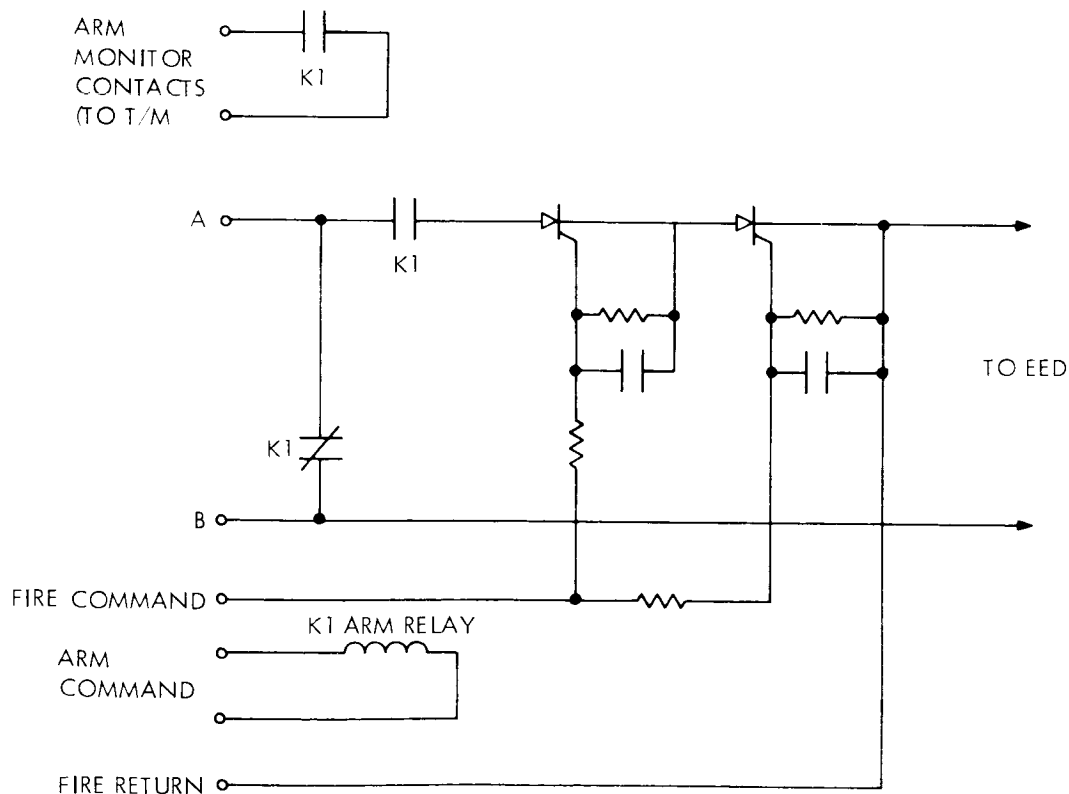 ARM
MONITOR
CONTACTS
(TO T/M
K1
A
K1
K1
TO EED
B
FIRE COMMAND
K1 ARM RELAY
ARM
COMMAND
FIRE RETURN